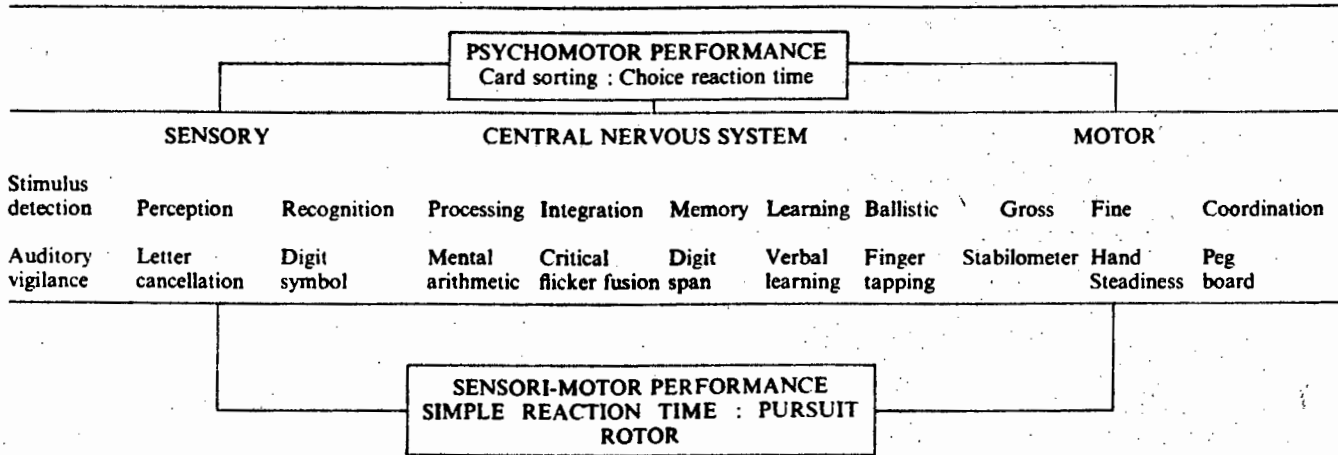 PSYCHOMOTOR PERFORMANCE
Card sorting : Choice reaction time
SENSORY CENTRAL NERVOUS SYSTEM MOTOR
Stimulus
detection Perception Recognition Processing Integration Memory Learning Ballistic Gross Fine Coordination
Auditory Letter Digit Mental Critical Digit Verbal Finger Stabilometer Hand Peg
vigilance cancellation symbol arithmetic flicker fusion span learning tapping Steadiness board
SENSORI-MOTOR PERFORMANCE
SIMPLE REACTION TIME : PURSUIT
ROTOR